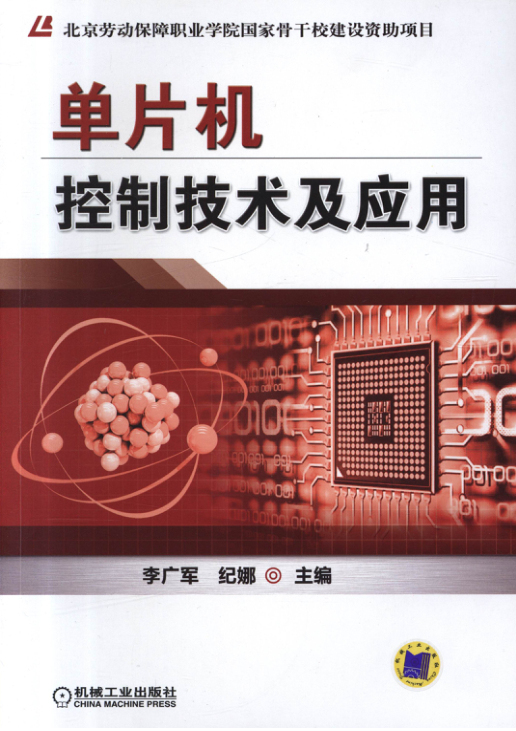 北京劳动保障职业学院国家骨干校建设资助项目
单片机
控制技术及应用
李广军 纪娜 ◎ 主编
机械工业出版社
CHINA MACHINE PRESS